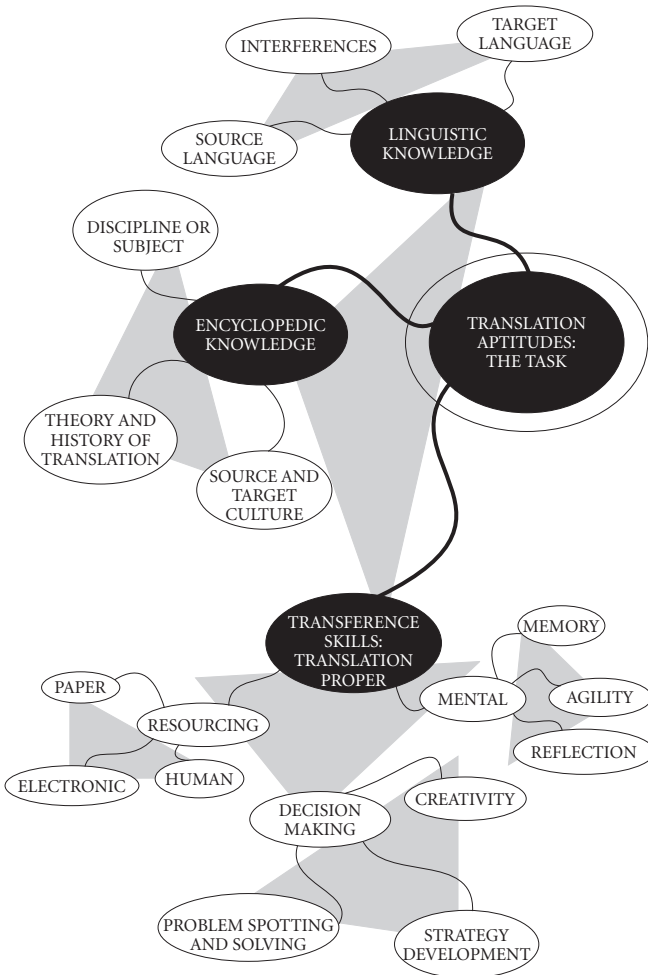 TARGET
LANGUAGE
INTERFERENCES
LINGUISTIC
KNOWLEDGE
SOURCE
LANGUAGE
DISCIPLINE OR
SUBJECT
ENCYCLOPEDIC
KNOWLEDGE
TRANSLATION
APTITUDES:
THE TASK
THEORY AND
HISTORY OF
TRANSLATION
SOURCE AND
TARGET
CULTURE
TRANSFERENCE
SKILLS:
TRANSLATION
PROPER
MEMORY
PAPER
MENTAL
AGILITY
RESOURCING
REFLECTION
ELECTRONIC
HUMAN
DECISION
MAKING
CREATIVITY
PROBLEM SPOTTING
AND SOLVING
STRATEGY
DEVELOPMENT